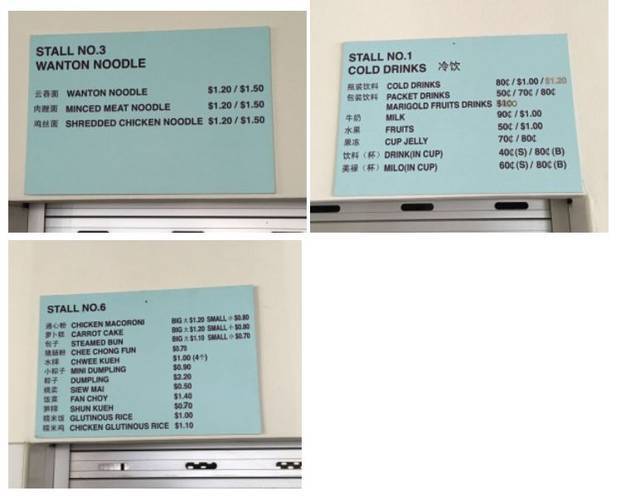 STALL NO.3
WANTON NOODLE
云吞面 WANTON NOODLE $1.20 / $1.50
肉脞面 MINCED MEAT NOODLE $1.20 / $1.50
鸡丝面 SHREDDED CHICKEN NOODLE $1.20 / $1.50
STALL NO.1
COLD DRINKS 冷饮
瓶装饮料 COLD DRINKS 80¢ / $1.00 / $1.20
包装饮料 PACKET DRINKS 50¢ / 70¢ / 80¢
MARIGOLD FRUITS DRINKS
牛奶 MILK 90¢ / $1.00
水果 FRUITS 50¢ / $1.00
果冻 CUP JELLY 70¢ / 80¢
饮料（杯）DRINK(IN CUP) 40¢(S) / 80¢(B)
美禄（杯）MILO(IN CUP) 60¢(S) / 80¢(B)
STALL NO.6
通心粉 CHICKEN MACORONI BIG 大 $1.20 SMALL 小 $0.80
萝卜糕 CARROT CAKE BIG 大 $1.20 SMALL 小 $0.80
包子 STEAMED BUN BIG 大 $1.10 SMALL 小 $0.70
猪肠粉 CHEE CHONG FUN $0.70
水粿 CHWEE KUEH $1.00 (4个)
小粽子 MINI DUMPLING $0.90
粽子 DUMPLING $2.20
烧卖 SIEW MAI $0.50
饭菜 FAN CHOY $1.40
笋粿 SHUN KUEH $0.70
糯米饭 GLUTINOUS RICE $1.00
糯米鸡 CHICKEN GLUTINOUS RICE $1.10